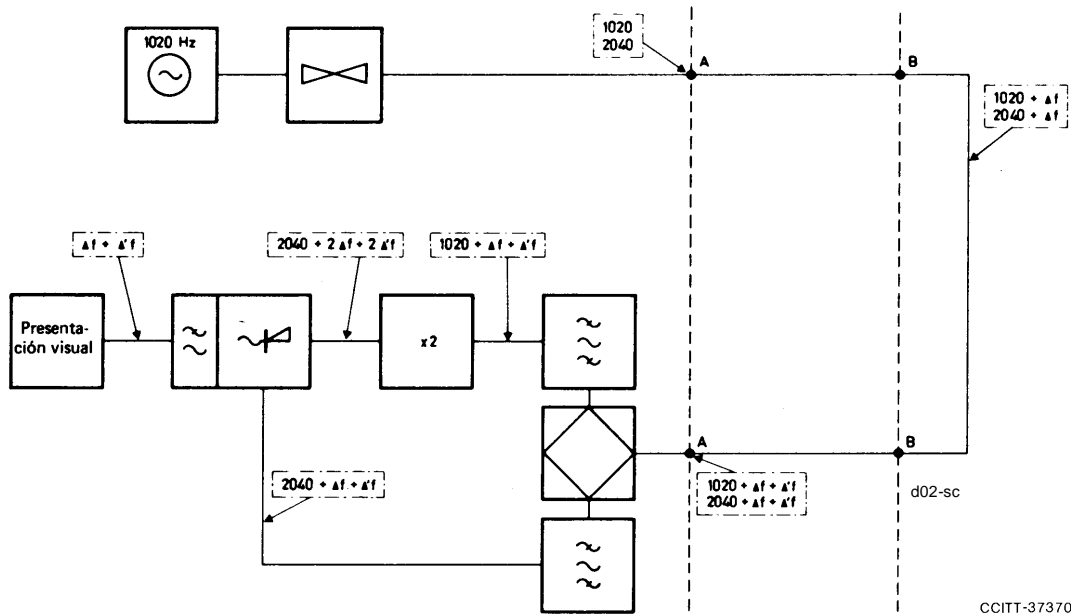 1020 Hz
1020
2040
A
B
1020 + Δf
2040 + Δf
Δf + Δ'f
2040 + 2 Δf + 2 Δ'f
1020 + Δf + Δ'f
Presenta-
ción visual
x2
A
B
2040 + Δf + Δ'f
1020 + Δf + Δ'f
2040 + Δf + Δ'f
d02-sc
CCITT-37370